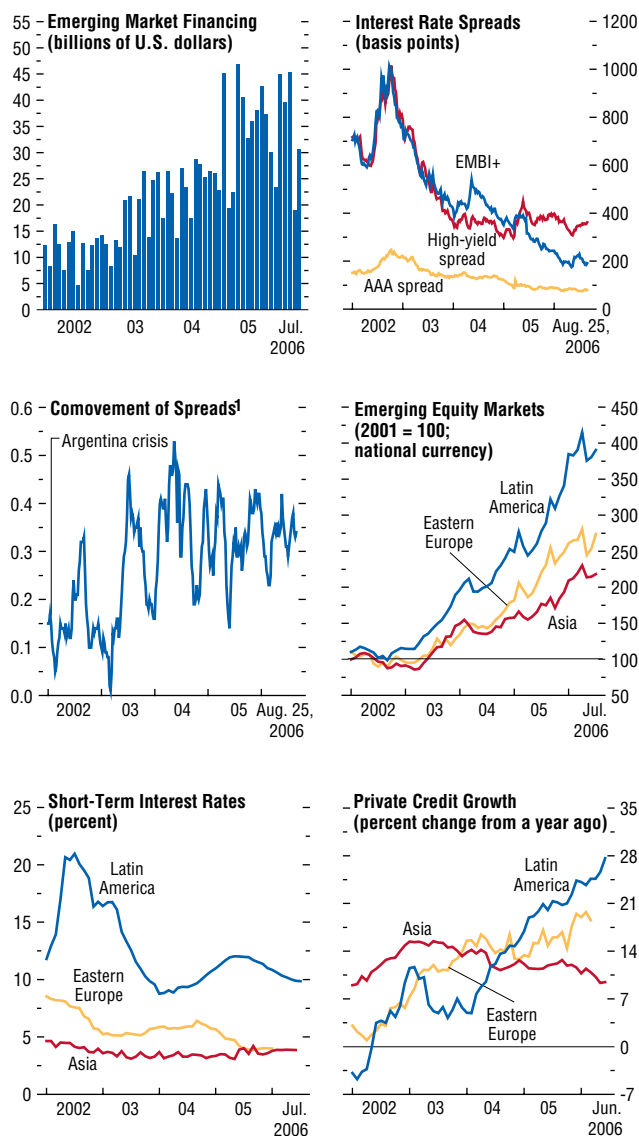 Emerging Market Financing
(billions of U.S. dollars)
55
50
45
40
35
30
25
20
15
10
5
0
2002 03 04 05 Jul.
2006
Interest Rate Spreads
(basis points)
1200
1000
800
600
400
200
0
EMBI+
High-yield
spread
AAA spread
2002 03 04 05 Aug. 25,
2006
Comovement of Spreads¹
0.6
0.5
0.4
0.3
0.2
0.1
0.0
Argentina crisis
2002 03 04 05 Aug. 25,
2006
Emerging Equity Markets
(2001 = 100;
national currency)
450
400
350
300
250
200
150
100
50
Latin
America
Eastern
Europe
Asia
2002 03 04 05 Jul.
2006
Short-Term Interest Rates
(percent)
25
20
15
10
5
0
Latin
America
Eastern
Europe
Asia
2002 03 04 05 Jul.
2006
Private Credit Growth
(percent change from a year ago)
35
28
21
14
7
0
-7
Latin
America
Asia
Eastern
Europe
2002 03 04 05 Jun.
2006